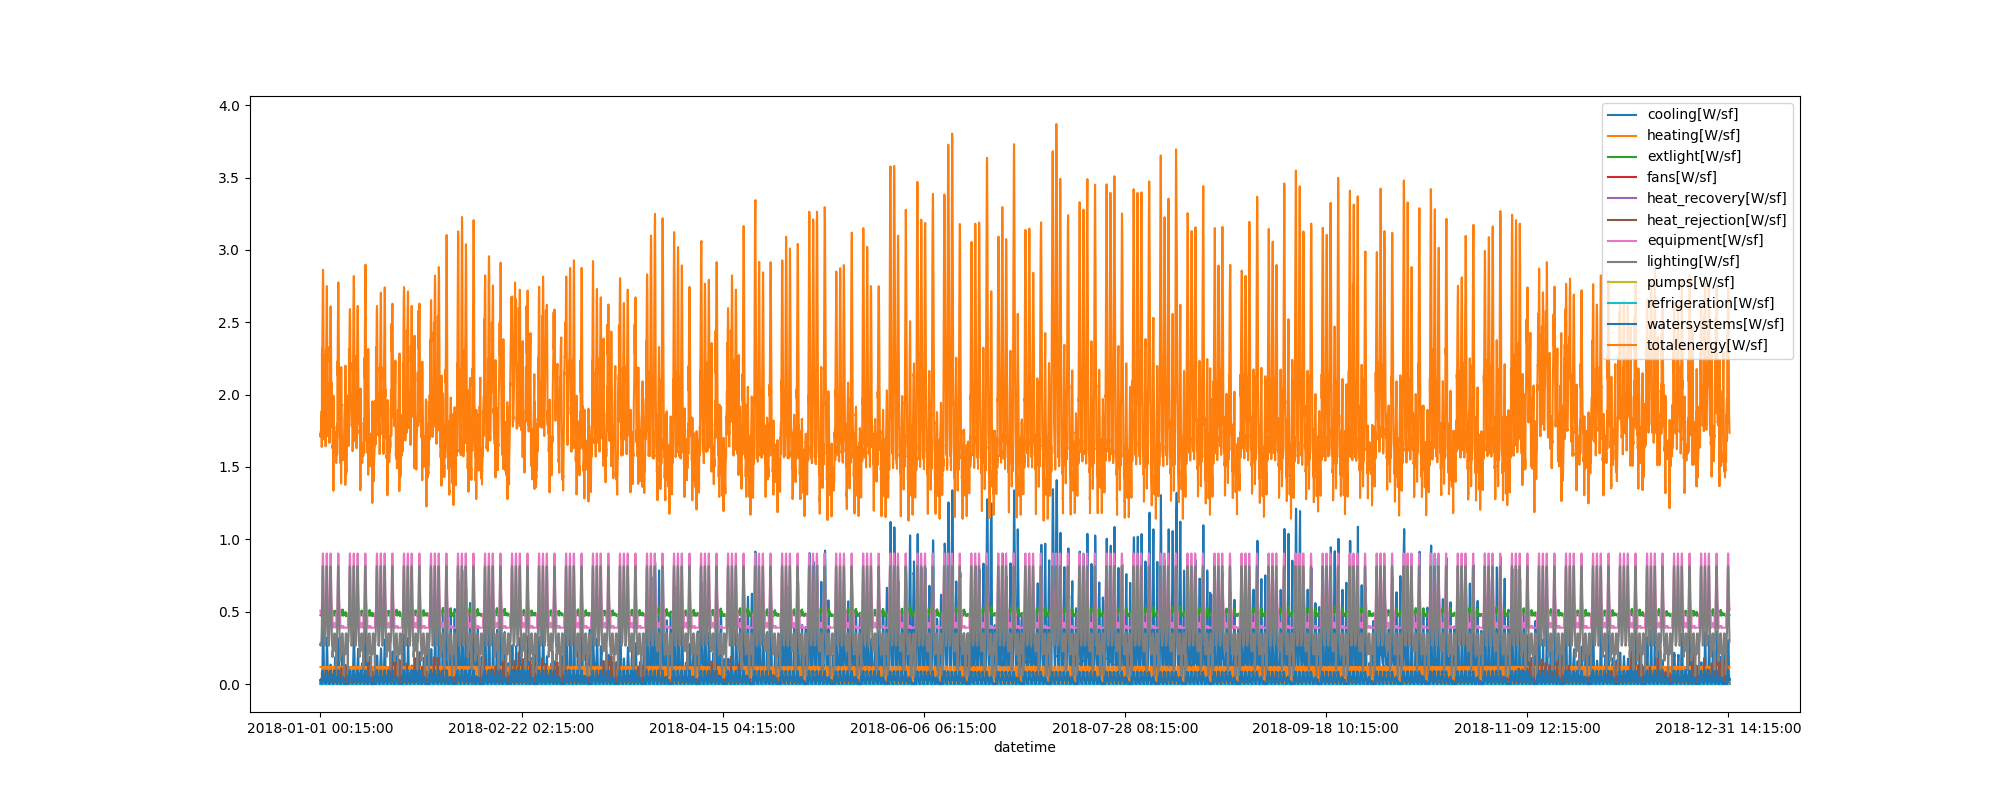 4.0
3.5
3.0
2.5
2.0
1.5
1.0
0.5
0.0
cooling[W/sf]
heating[W/sf]
extlight[W/sf]
fans[W/sf]
heat_recovery[W/sf]
heat_rejection[W/sf]
equipment[W/sf]
lighting[W/sf]
pumps[W/sf]
refrigeration[W/sf]
watersystems[W/sf]
totalenergy[W/sf]
2018-01-01 00:15:00 2018-02-22 02:15:00 2018-04-15 04:15:00 2018-06-06 06:15:00 2018-07-28 08:15:00 2018-09-18 10:15:00 2018-11-09 12:15:00 2018-12-31 14:15:00
datetime